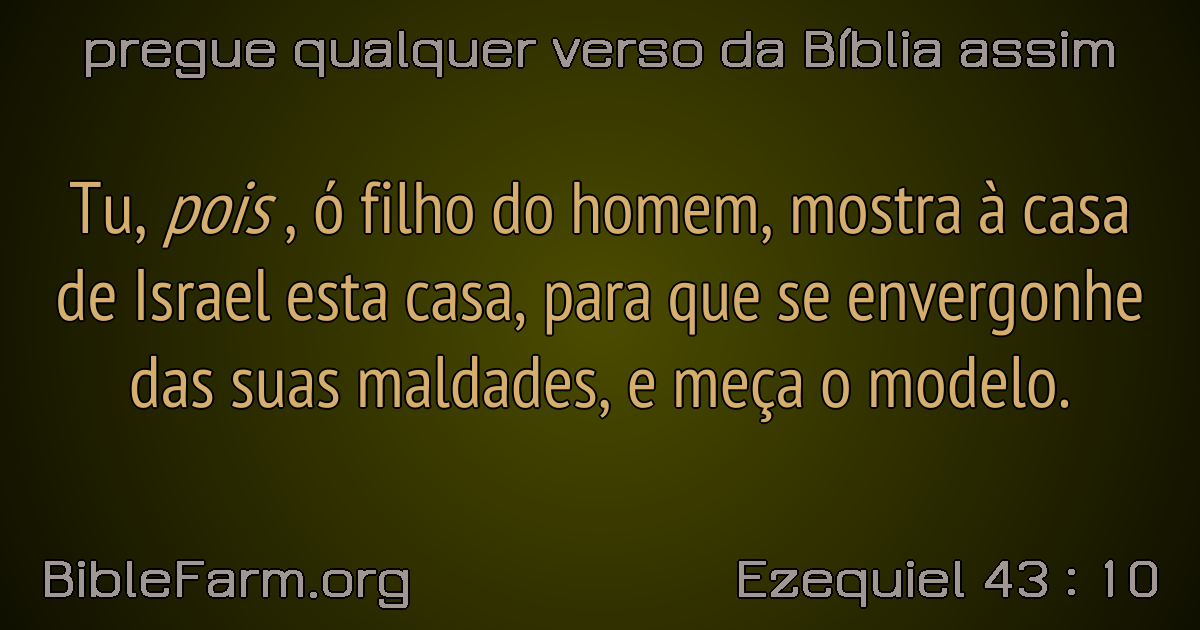 pregue qualquer verso da Bíblia assim
Tu, pois , ó filho do homem, mostra à casa
de Israel esta casa, para que se envergonhe
das suas maldades, e meça o modelo.
BibleFarm.org
Ezequiel 43 : 10